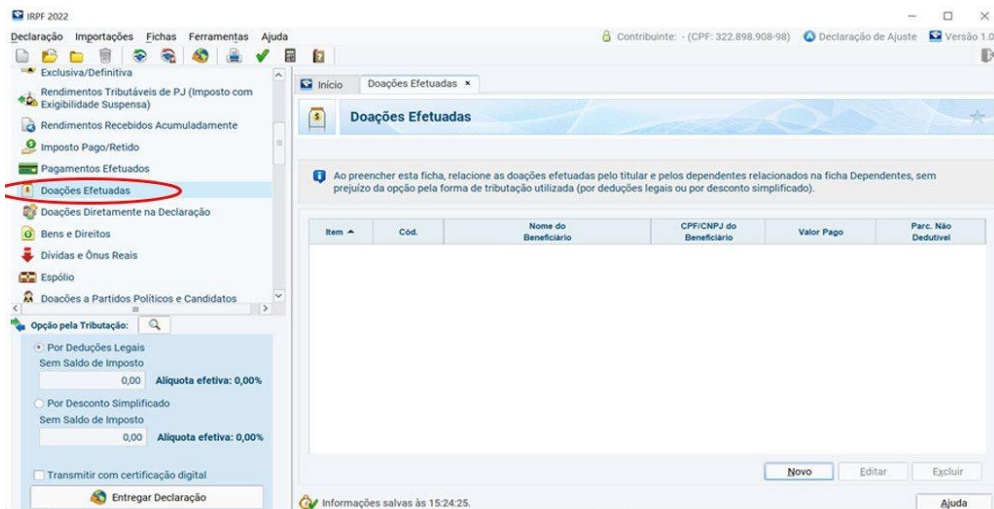 IRPF 2022
Declaração Importações Fichas Ferramentas Ajuda
Contribuinte: - (CPF: 322.898.908-98) Declaração de Ajuste Versão 1.0
Exclusiva/Definitiva
Rendimentos Tributáveis de PJ (Imposto com
Exigibilidade Suspensa)
Rendimentos Recebidos Acumuladamente
Imposto Pago/Retido
Pagamentos Efetuados
Doações Efetuadas
Doações Diretamente na Declaração
Bens e Direitos
Dívidas e Ônus Reais
Espólio
Doações a Partidos Políticos e Candidatos
Opção pela Tributação:
Por Deduções Legais
Sem Saldo de Imposto
0,00 Alíquota efetiva: 0,00%
Por Desconto Simplificado
Sem Saldo de Imposto
0,00 Alíquota efetiva: 0,00%
Transmitir com certificação digital
Entregar Declaração
Início Doações Efetuadas
Doações Efetuadas
Ao preencher esta ficha, relacione as doações efetuadas pelo titular e pelos dependentes relacionados na ficha Dependentes, sem
prejuízo da opção pela forma de tributação utilizada (por deduções legais ou por desconto simplificado).
Item Cód. Nome do Beneficiário CPF/CNPJ do Beneficiário Valor Pago Parc. Não Dedutível
Novo Editar Excluir
Informações salvas às 15:24:25.
Ajuda